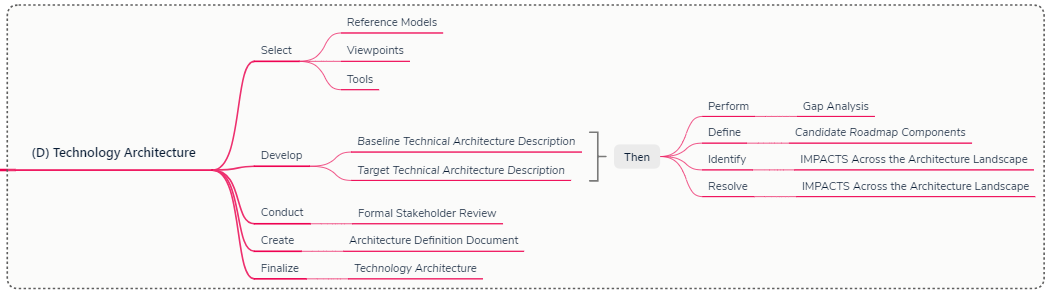 (D) Technology Architecture
Select
Reference Models
Viewpoints
Tools
Develop
Baseline Technical Architecture Description
Target Technical Architecture Description
Then
Perform
Gap Analysis
Define
Candidate Roadmap Components
Identify
IMPACTS Across the Architecture Landscape
Resolve
IMPACTS Across the Architecture Landscape
Conduct
Formal Stakeholder Review
Create
Architecture Definition Document
Finalize
Technology Architecture